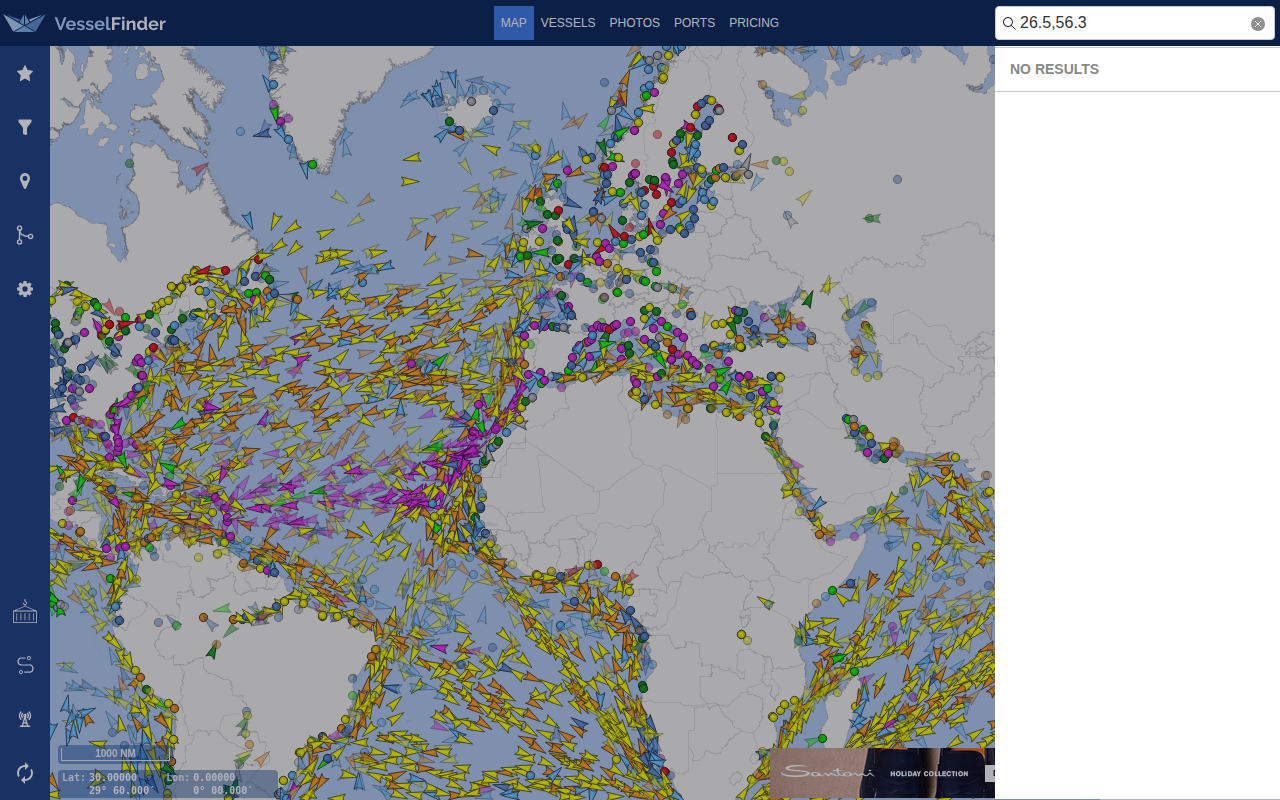 VesselFinder
MAP VESSELS PHOTOS PORTS PRICING
26.5,56.3
NO RESULTS
1000 NM
Lat: 30.00000 Lon: 0.00000
29° 60.000´ 0° 00.000´
Santoni HOLIDAY COLLECTION